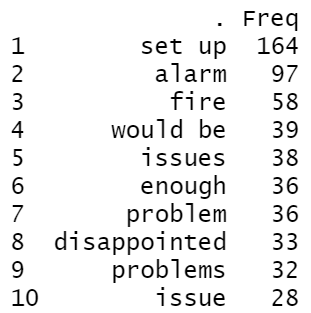 . Freq
1 set up 164
2 alarm 97
3 fire 58
4 would be 39
5 issues 38
6 enough 36
7 problem 36
8 disappointed 33
9 problems 32
10 issue 28